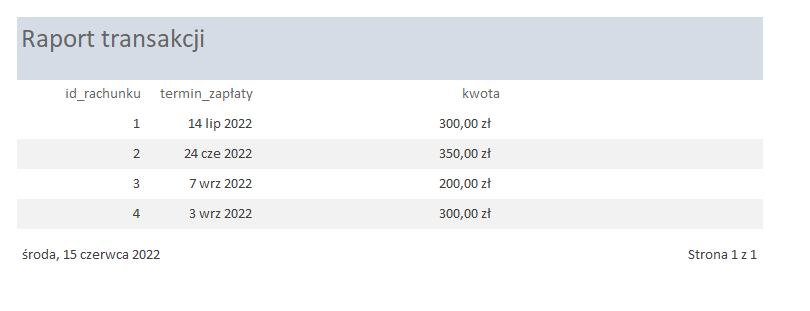 Raport transakcji
id_rachunku termin_zapłaty kwota
1 14 lip 2022 300,00 zł
2 24 cze 2022 350,00 zł
3 7 wrz 2022 200,00 zł
4 3 wrz 2022 300,00 zł
środa, 15 czerwca 2022 Strona 1 z 1